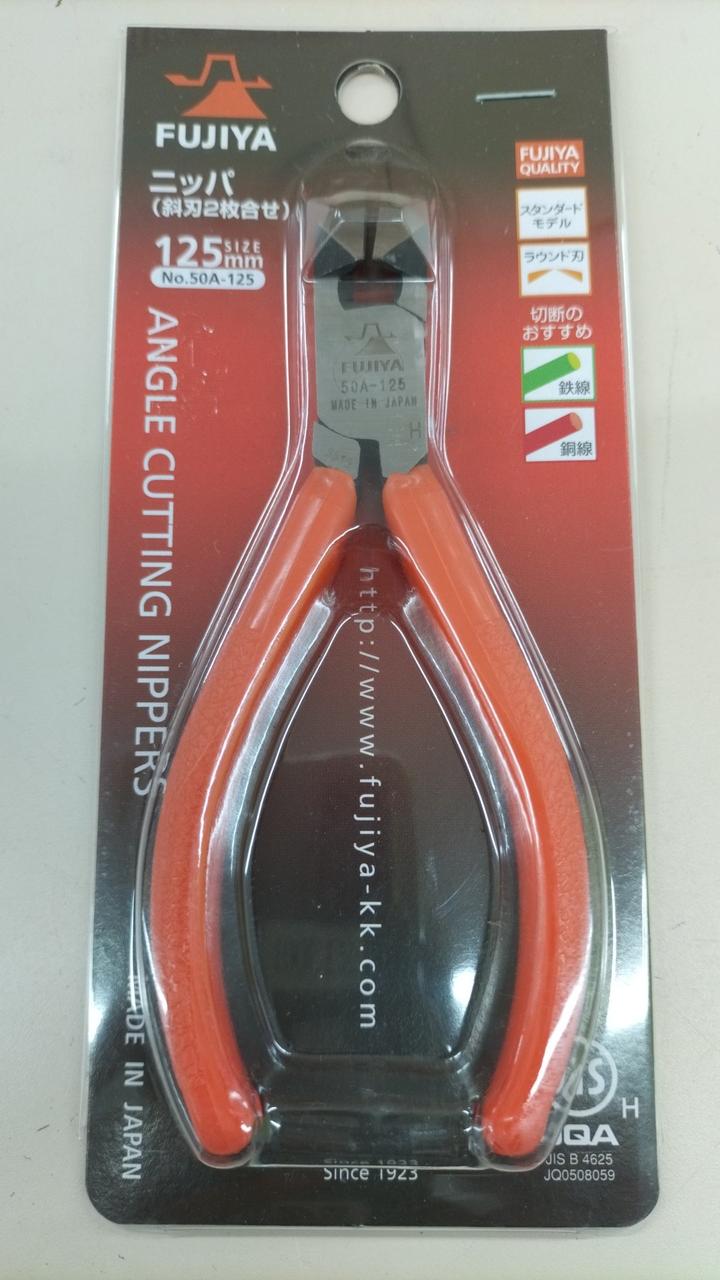 FUJIYA
ニッパ
(斜刃2枚合せ)
125mm SIZE
No.50A-125
ANGLE CUTTING NIPPERS
MADE IN JAPAN
FUJIYA
QUALITY
スタンダード
モデル
ラウンド刃
切断の
おすすめ
鉄線
銅線
FUJIYA
50A-125
MADE IN JAPAN
H
http://www.fujiya-kk.com
Since 1923
H
JQA
JIS B 4625
JQ0508059